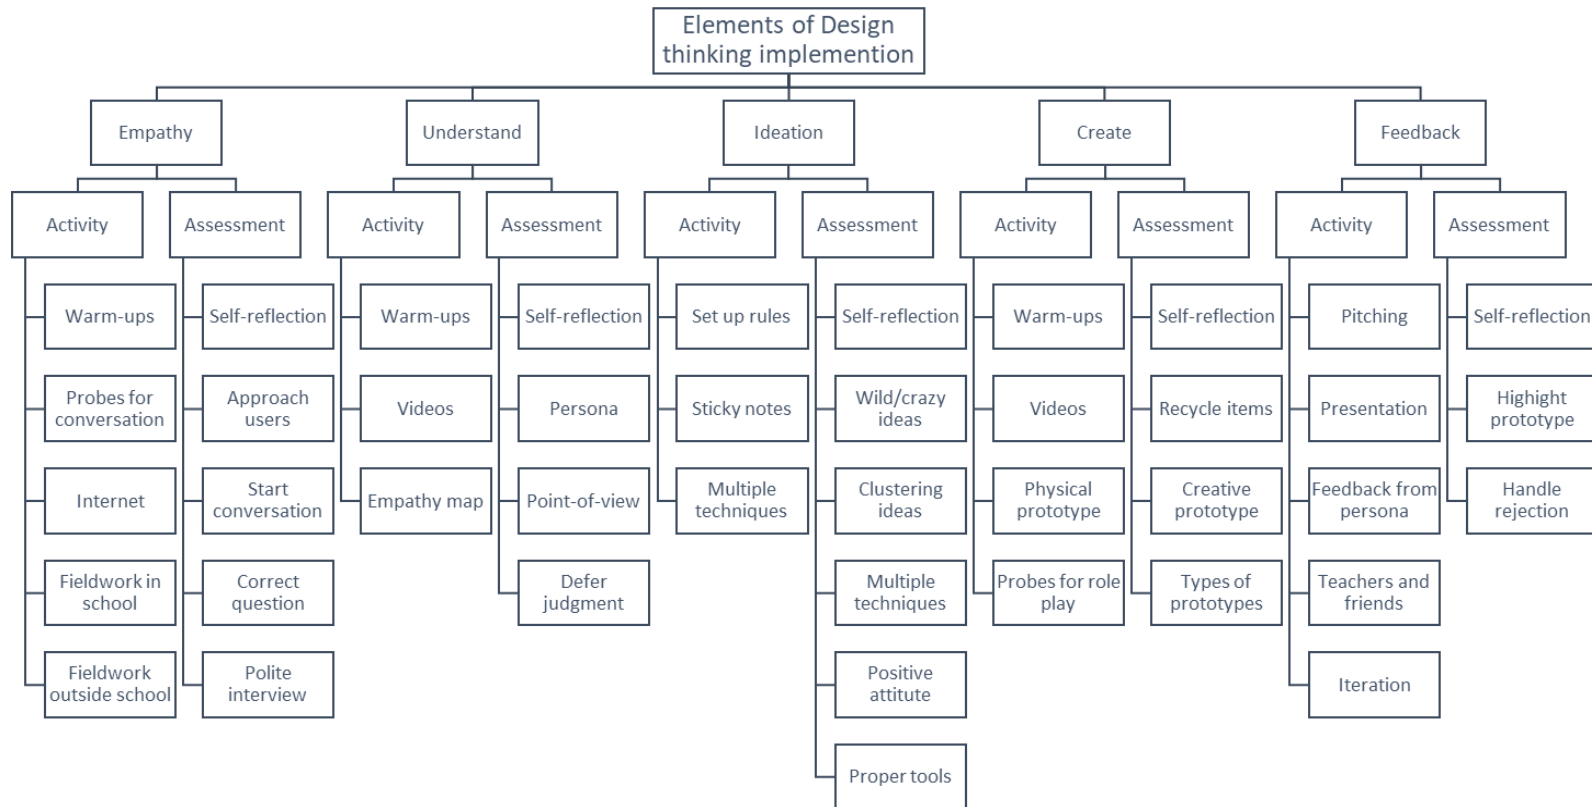 Elements of Design
thinking implemention
Empathy
Understand
Ideation
Create
Feedback
Activity
Assessment
Activity
Assessment
Activity
Assessment
Activity
Assessment
Activity
Assessment
Warm-ups
Probes for
conversation
Internet
Fieldwork in
school
Fieldwork
outside school
Self-reflection
Approach
users
Start
conversation
Correct
question
Polite
interview
Warm-ups
Videos
Empathy map
Self-reflection
Persona
Point-of-view
Defer
judgment
Set up rules
Sticky notes
Multiple
techniques
Self-reflection
Wild/crazy
ideas
Clustering
ideas
Multiple
techniques
Positive
attitute
Proper tools
Warm-ups
Videos
Physical
prototype
Probes for role
play
Self-reflection
Recycle items
Creative
prototype
Types of
prototypes
Pitching
Presentation
Feedback from
persona
Teachers and
friends
Iteration
Self-reflection
Highight
prototype
Handle
rejection